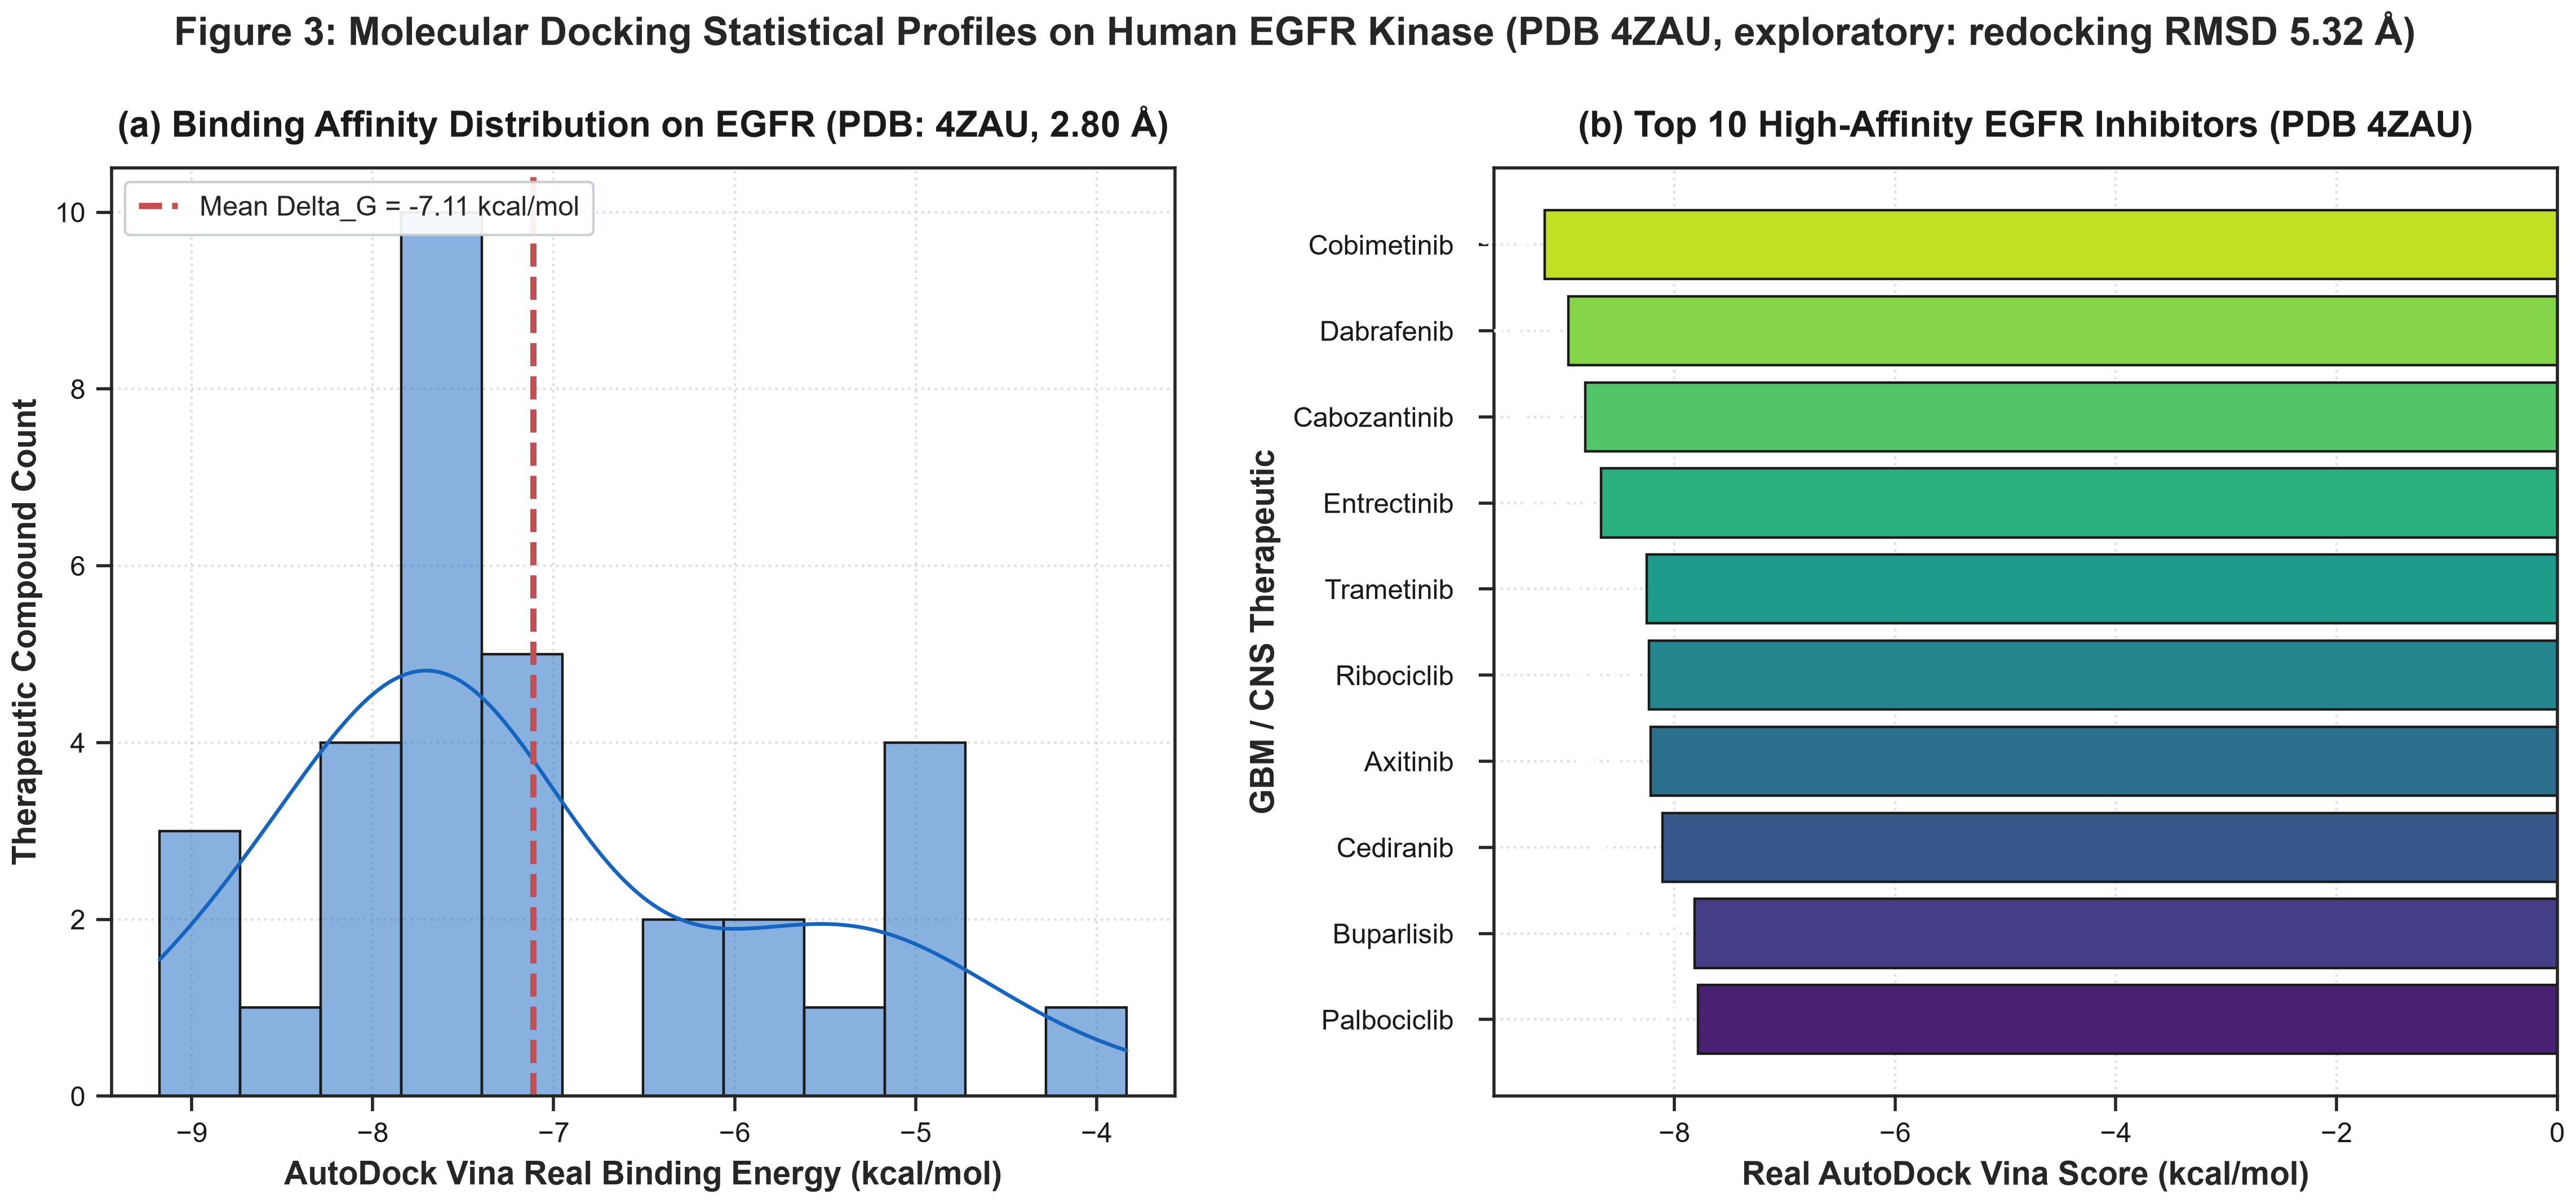 Figure 3: Molecular Docking Statistical Profiles on Human EGFR Kinase (PDB 4ZAU, exploratory: redocking RMSD 5.32 Å)
(a) Binding Affinity Distribution on EGFR (PDB: 4ZAU, 2.80 Å)
Mean Delta_G = -7.11 kcal/mol
Therapeutic Compound Count
10
8
6
4
2
0
−9
−8
−7
−6
−5
−4
AutoDock Vina Real Binding Energy (kcal/mol)
(b) Top 10 High-Affinity EGFR Inhibitors (PDB 4ZAU)
GBM / CNS Therapeutic
Cobimetinib
Dabrafenib
Cabozantinib
Entrectinib
Trametinib
Ribociclib
Axitinib
Cediranib
Buparlisib
Palbociclib
−8
−6
−4
−2
0
Real AutoDock Vina Score (kcal/mol)